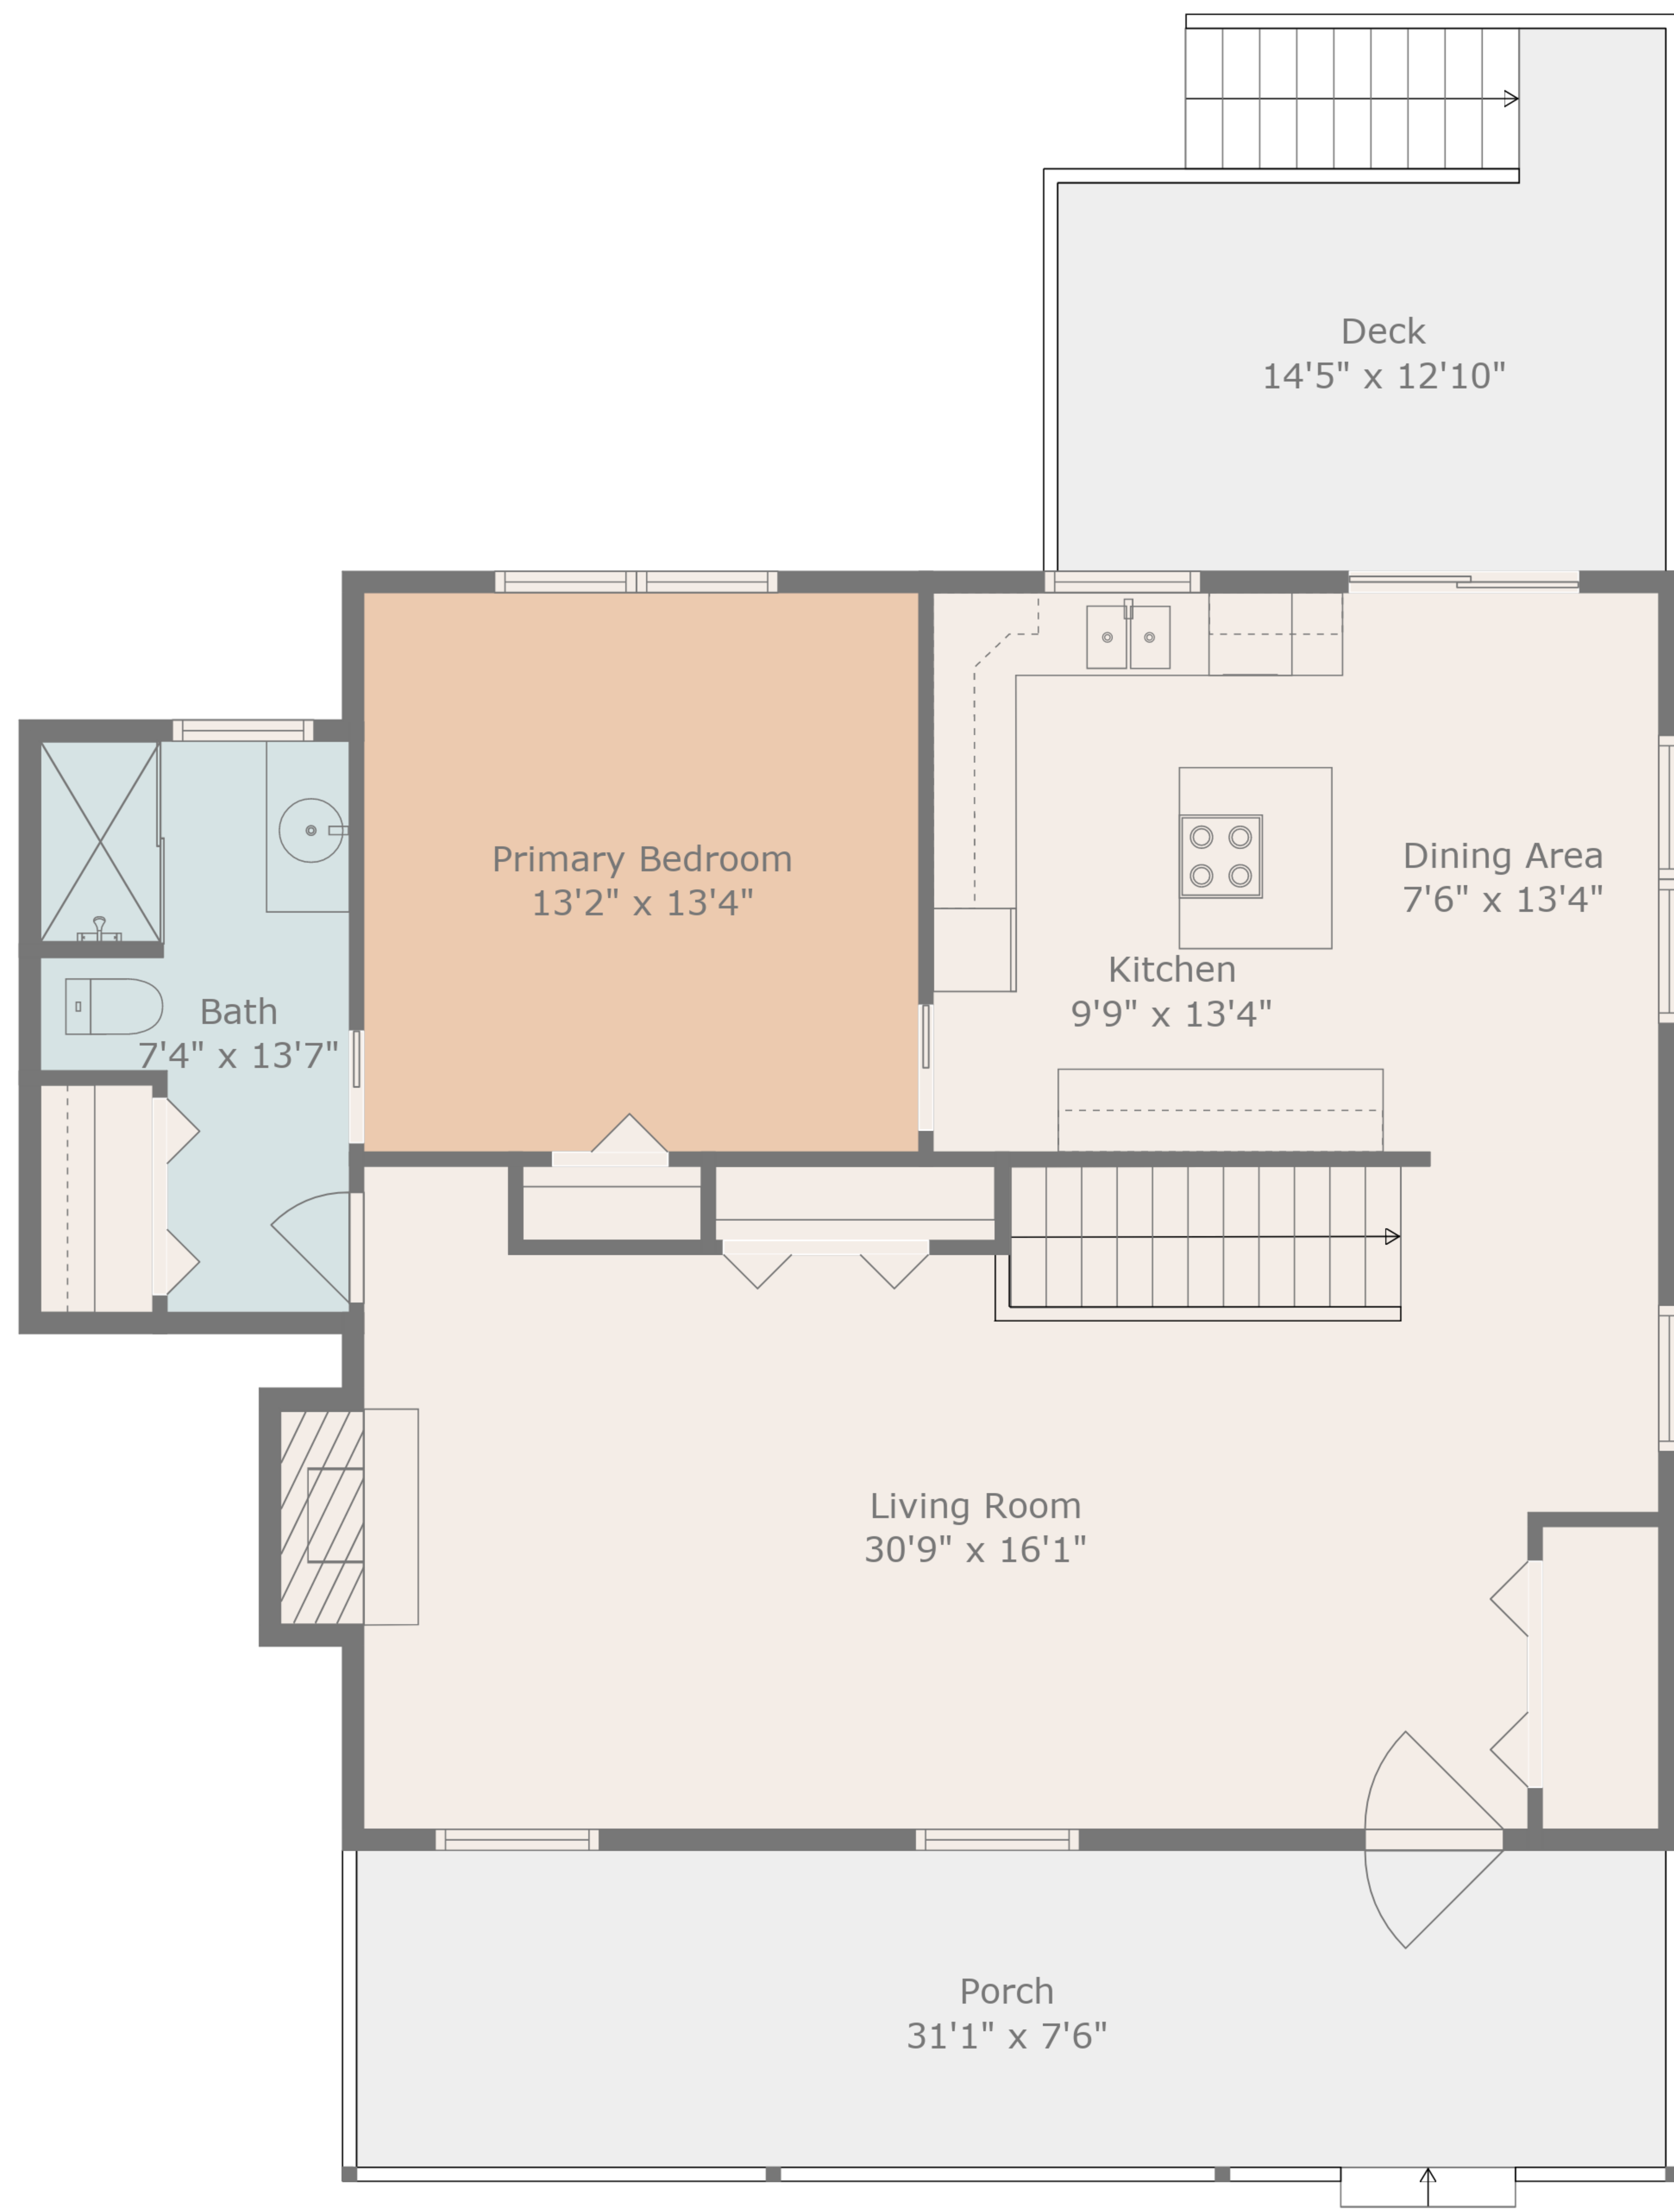 Deck
14'5" x 12'10"
Primary Bedroom
13'2" x 13'4"
Dining Area
7'6" x 13'4"
Kitchen
9'9" x 13'4"
Bath
7'4" x 13'7"
Living Room
30'9" x 16'1"
Porch
31'1" x 7'6"